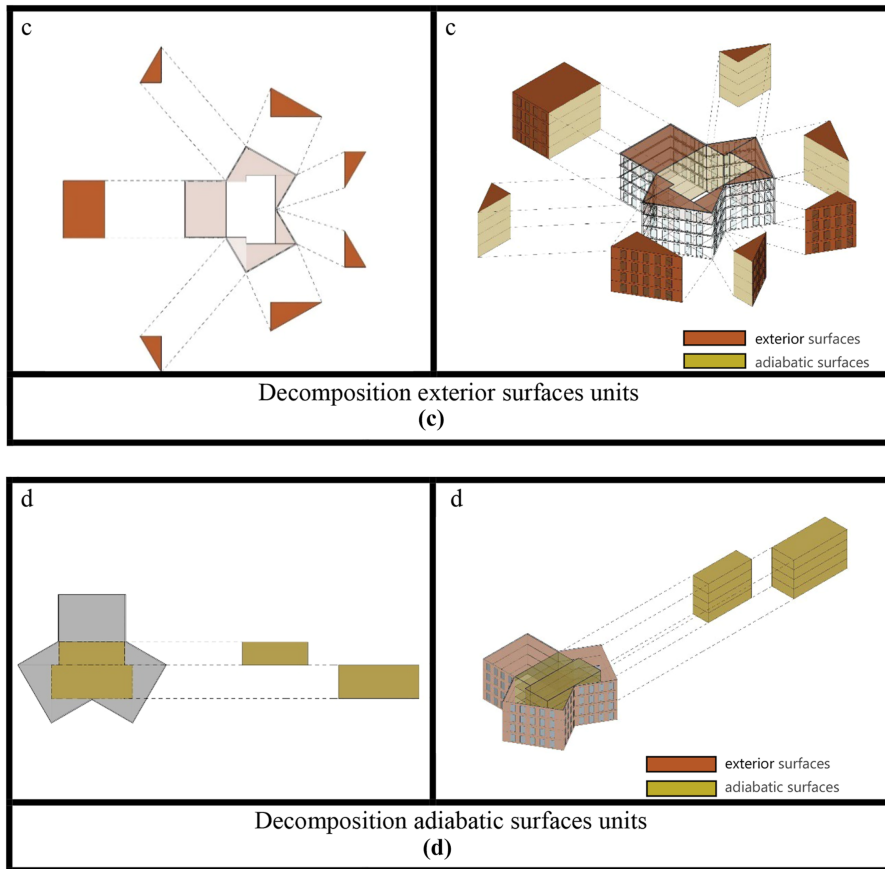 c
c
exterior surfaces
adiabatic surfaces
Decomposition exterior surfaces units
(c)
d
d
exterior surfaces
adiabatic surfaces
Decomposition adiabatic surfaces units
(d)